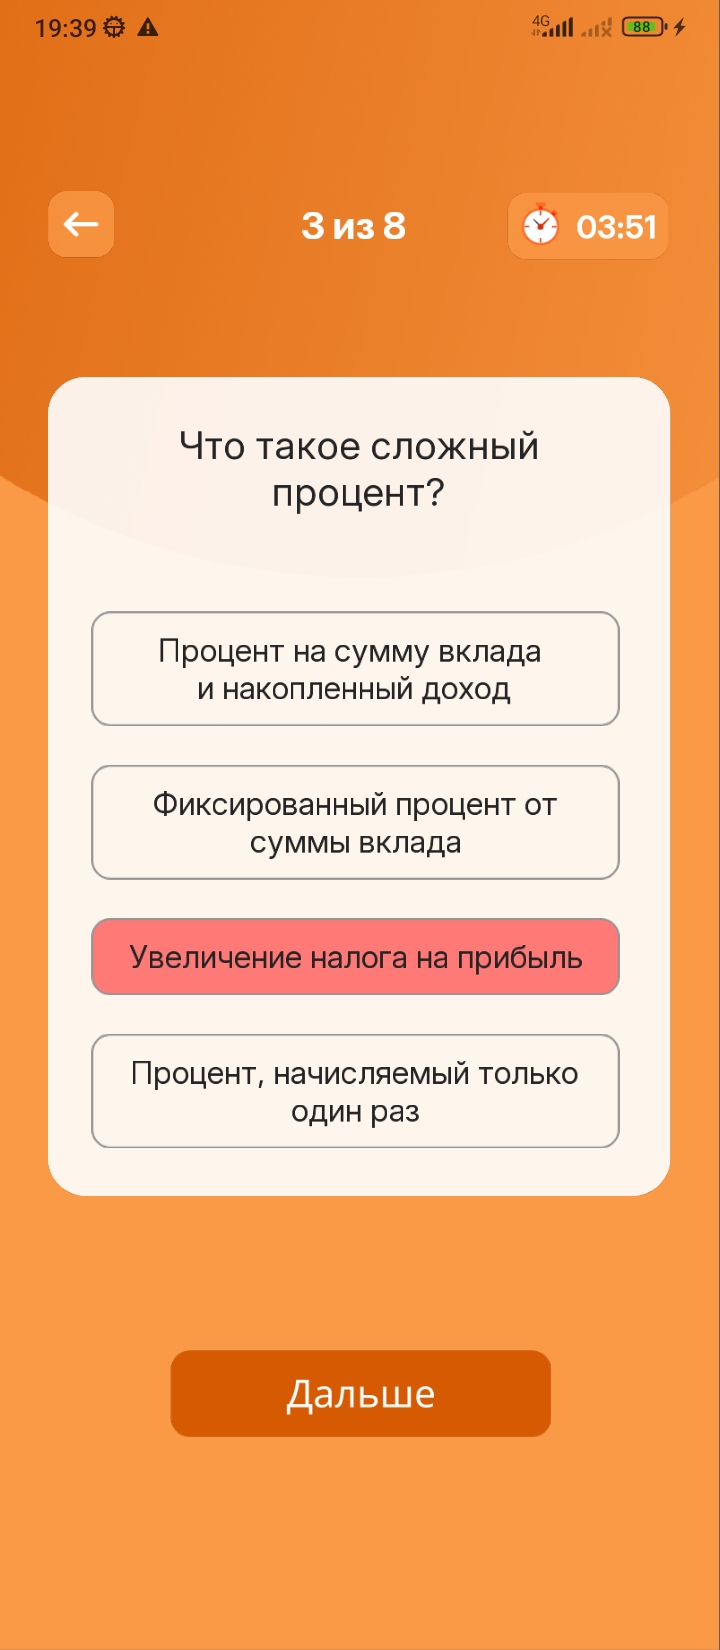 19:39
4G
88
3 из 8
03:51
Что такое сложный
процент?
Процент на сумму вклада
и накопленный доход
Фиксированный процент от
суммы вклада
Увеличение налога на прибыль
Процент, начисляемый только
один раз
Дальше